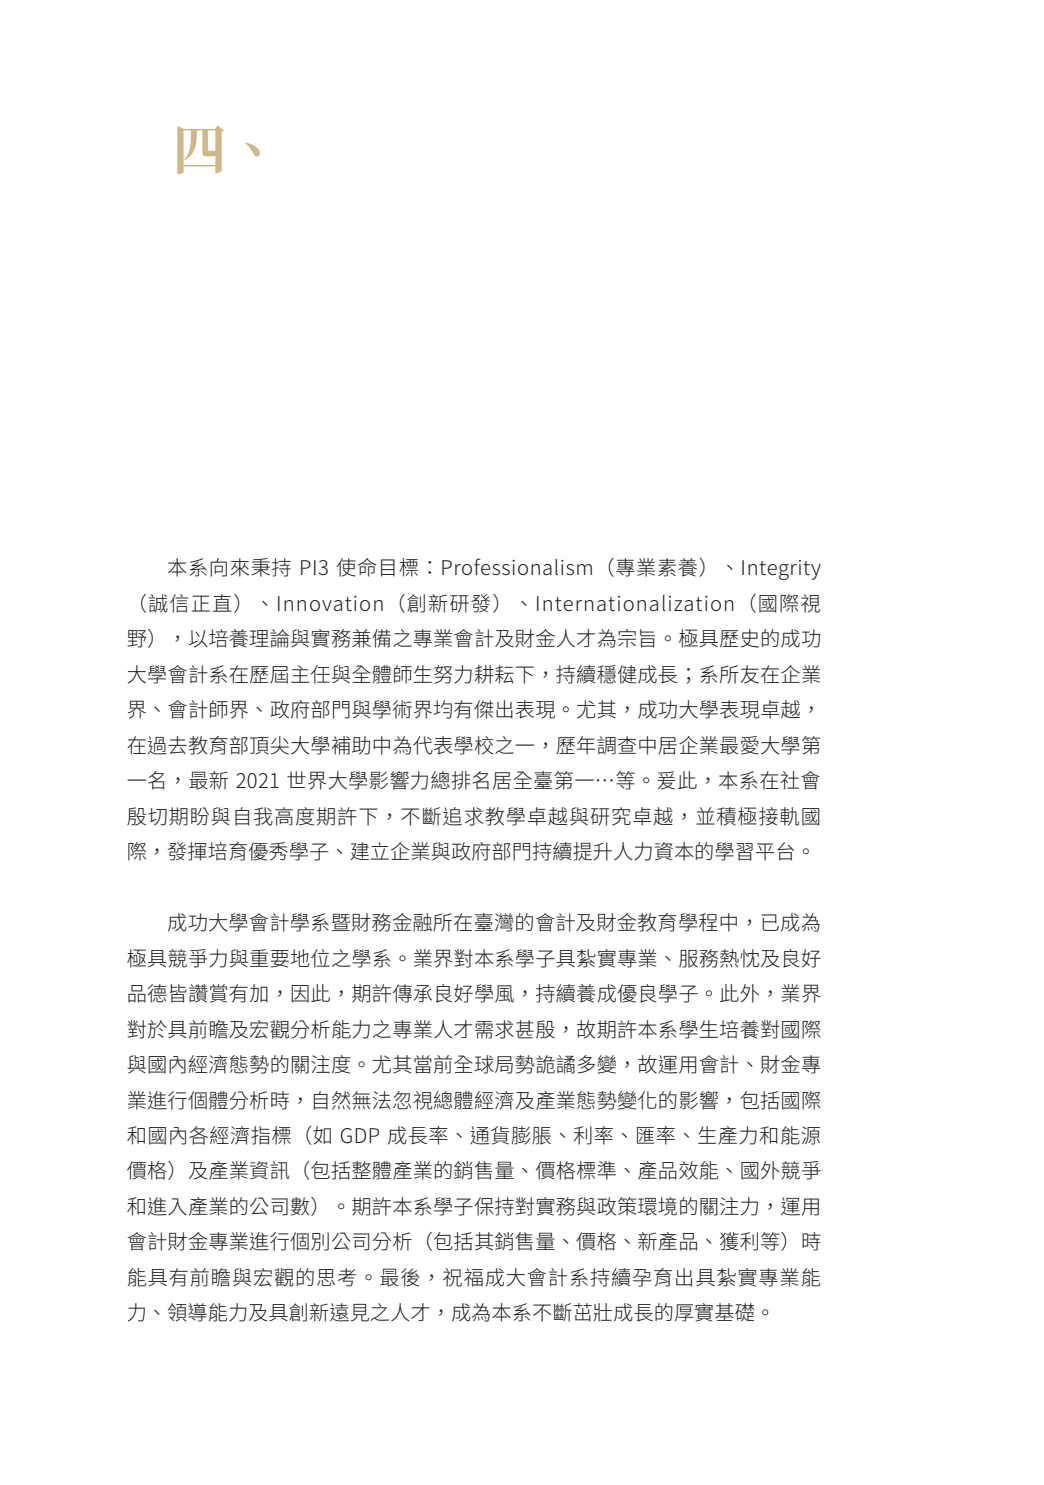 四、
本系向來秉持 PI3 使命目標：Professionalism（專業素養）、Integrity
（誠信正直）、Innovation（創新研發）、Internationalization（國際視
野），以培養理論與實務兼備之專業會計及財金人才為宗旨。極具歷史的成功
大學會計系在歷屆主任與全體師生努力耕耘下，持續穩健成長；系所友在企業
界、會計師界、政府部門與學術界均有傑出表現。尤其，成功大學表現卓越，
在過去教育部頂尖大學補助中為代表學校之一，歷年調查中居企業最愛大學第
一名，最新 2021 世界大學影響力總排名居全臺第一…等。爰此，本系在社會
殷切期盼與自我高度期許下，不斷追求教學卓越與研究卓越，並積極接軌國
際，發揮培育優秀學子、建立企業與政府部門持續提升人力資本的學習平台。
成功大學會計學系暨財務金融所在臺灣的會計及財金教育學程中，已成為
極具競爭力與重要地位之學系。業界對本系學子具紮實專業、服務熱忱及良好
品德皆讚賞有加，因此，期許傳承良好學風，持續養成優良學子。此外，業界
對於具前瞻及宏觀分析能力之專業人才需求甚殷，故期許本系學生培養對國際
與國內經濟態勢的關注度。尤其當前全球局勢詭譎多變，故運用會計、財金專
業進行個體分析時，自然無法忽視總體經濟及產業態勢變化的影響，包括國際
和國內各經濟指標（如 GDP 成長率、通貨膨脹、利率、匯率、生產力和能源
價格）及產業資訊（包括整體產業的銷售量、價格標準、產品效能、國外競爭
和進入產業的公司數）。期許本系學子保持對實務與政策環境的關注力，運用
會計財金專業進行個別公司分析（包括其銷售量、價格、新產品、獲利等）時
能具有前瞻與宏觀的思考。最後，祝福成大會計系持續孕育出具紮實專業能
力、領導能力及具創新遠見之人才，成為本系不斷茁壯成長的厚實基礎。